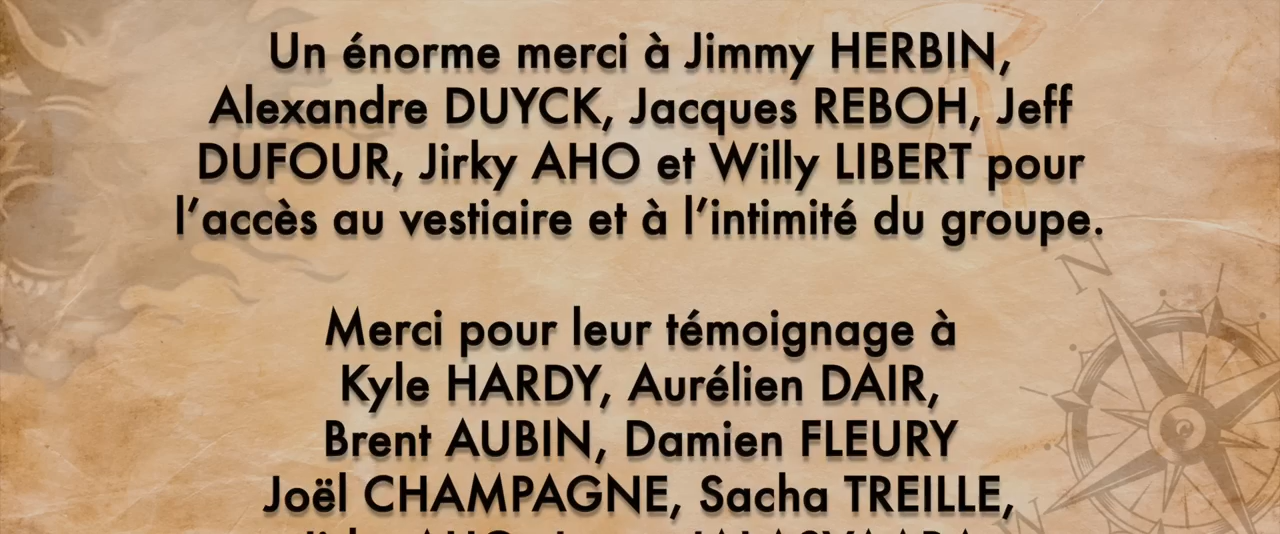 Un énorme merci à Jimmy HERBIN,
Alexandre DUYCK, Jacques REBOH, Jeff
DUFOUR, Jirky AHO et Willy LIBERT pour
l’accès au vestiaire et à l’intimité du groupe.
Merci pour leur témoignage à
Kyle HARDY, Aurélien DAIR,
Brent AUBIN, Damien FLEURY
Joël CHAMPAGNE, Sacha TREILLE,
N